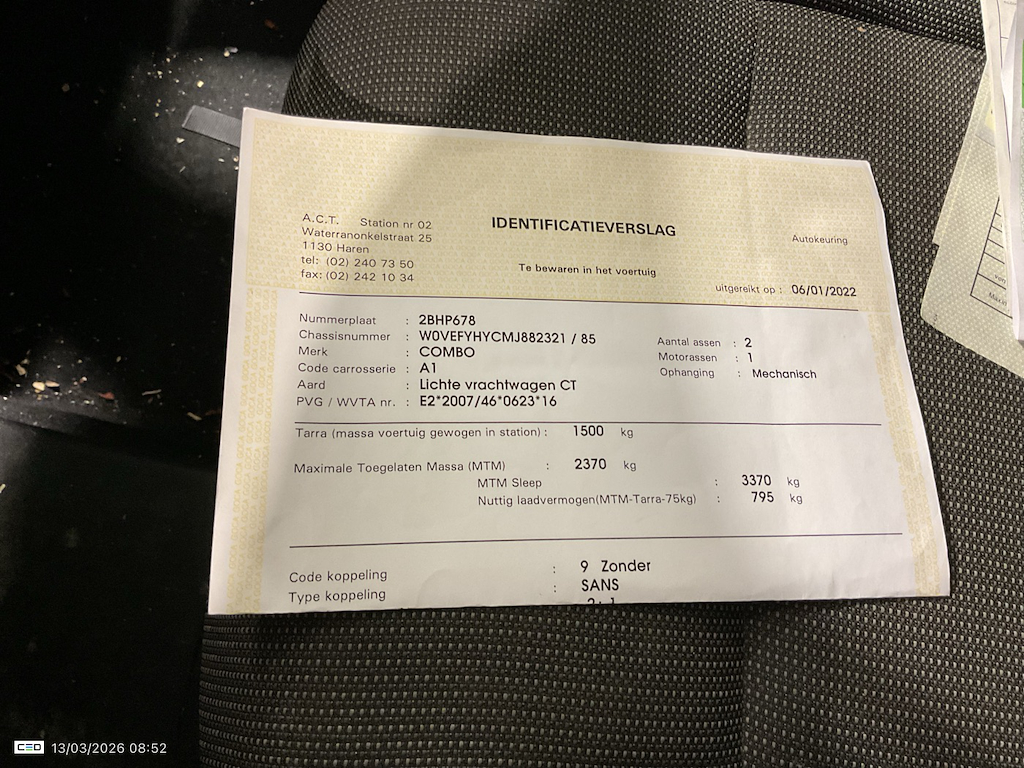 A.C.T. Station nr 02
Waterranonkelstraat 25
1130 Haren
tel: (02) 240 73 50
fax: (02) 242 10 34
IDENTIFICATIEVERSLAG
Te bewaren in het voertuig
Autokeuring
uitgereikt op : 06/01/2022
Nummerplaat : 2BHP678
Chassisnummer : W0VEFYHYCMJ882321 / 85
Merk : COMBO
Code carrosserie : A1
Aard : Lichte vrachtwagen CT
PVG / WVTA nr. : E2*2007/46*0623*16
Aantal assen : 2
Motorassen : 1
Ophanging : Mechanisch
Tarra (massa voertuig gewogen in station) : 1500 kg
Maximale Toegelaten Massa (MTM) : 2370 kg
MTM Sleep : 3370 kg
Nuttig laadvermogen(MTM-Tarra-75kg) : 795 kg
Code koppeling : 9 Zonder
Type koppeling : SANS
CEO 13/03/2026 08:52